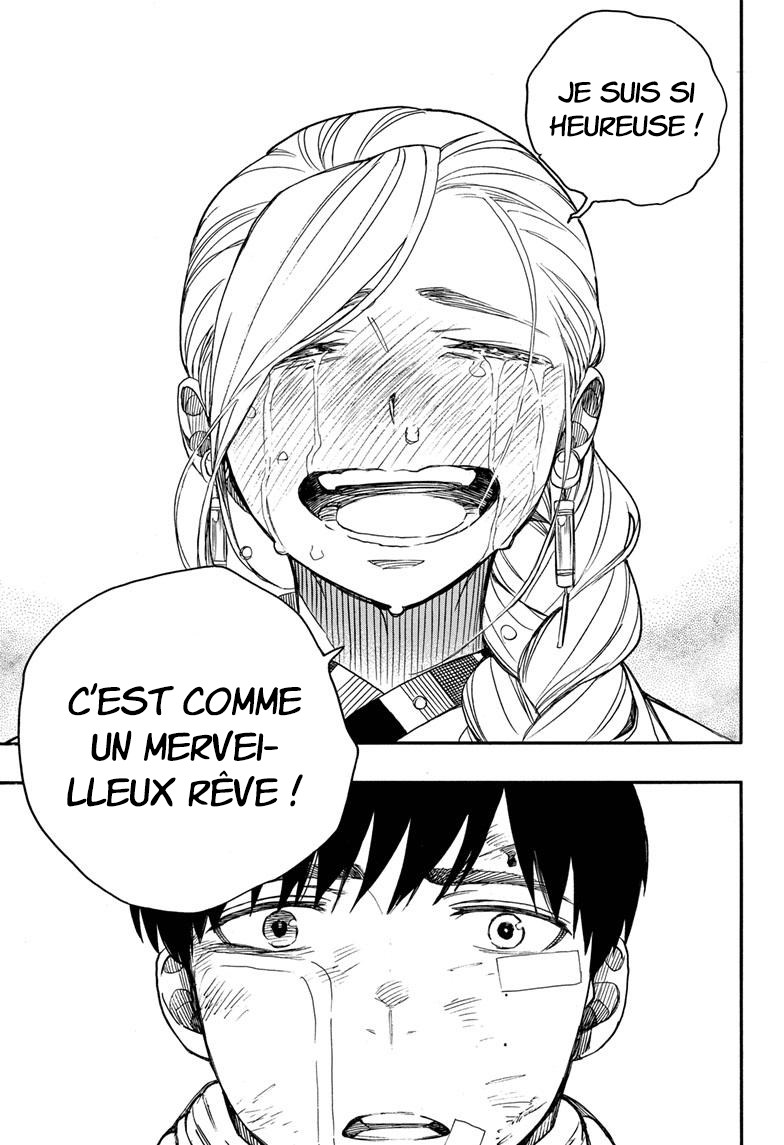 JE SUIS SI
HEUREUSE !
C'EST COMME
UN MERVEI-
LLEUX RÊVE !